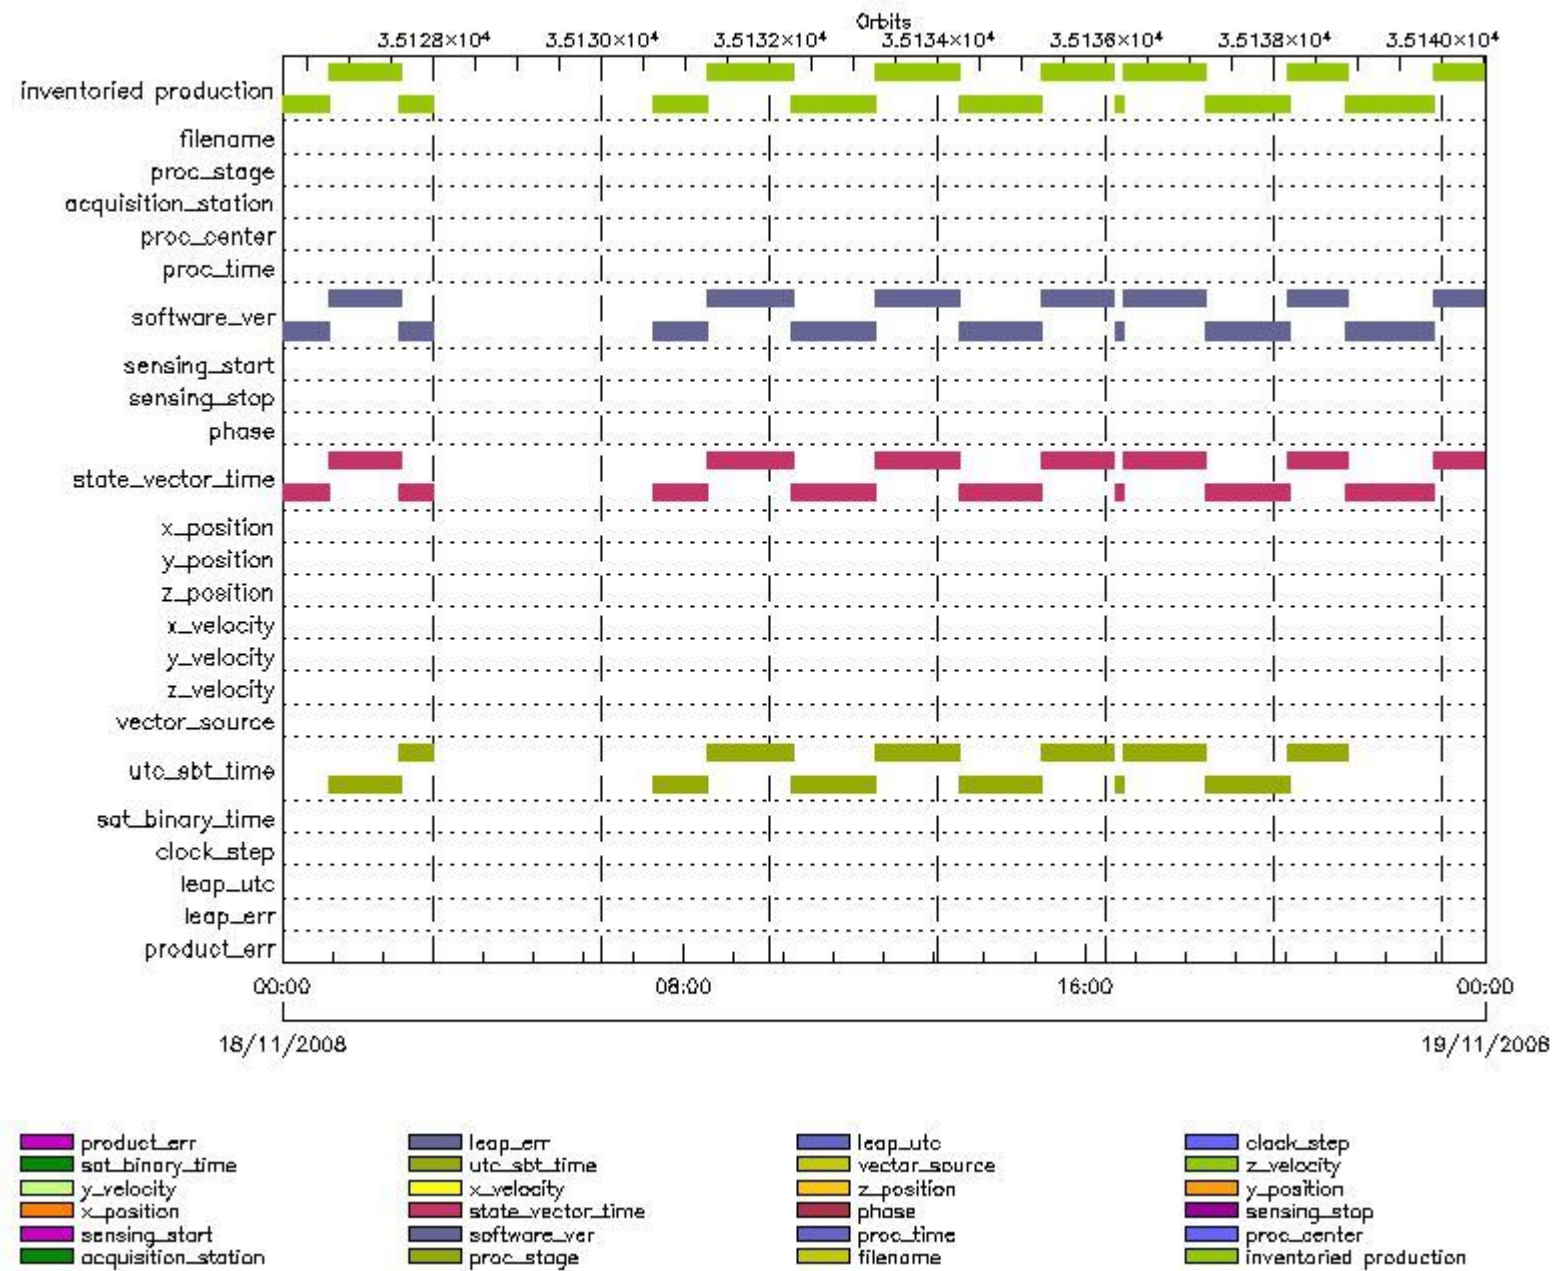 Orbits
3.5128×10⁴ 3.5130×10⁴ 3.5132×10⁴ 3.5134×10⁴ 3.5136×10⁴ 3.5138×10⁴ 3.5140×10⁴
inventoried production
filename
proc_stage
acquisition_station
proc_center
proc_time
software_ver
sensing_start
sensing_stop
phase
state_vector_time
x_position
y_position
z_position
x_velocity
y_velocity
z_velocity
vector_source
utc_sbt_time
sat_binary_time
clock_step
leap_utc
leap_err
product_err
00:00 08:00 16:00 00:00
18/11/2008 19/11/2008
product_err leap_err leap_utc clock_step
sat_binary_time utc_sbt_time vector_source z_velocity
y_velocity x_velocity z_position y_position
x_position state_vector_time phase sensing_stop
sensing_start software_ver proc_time proc_center
acquisition_station proc_stage filename inventoried production